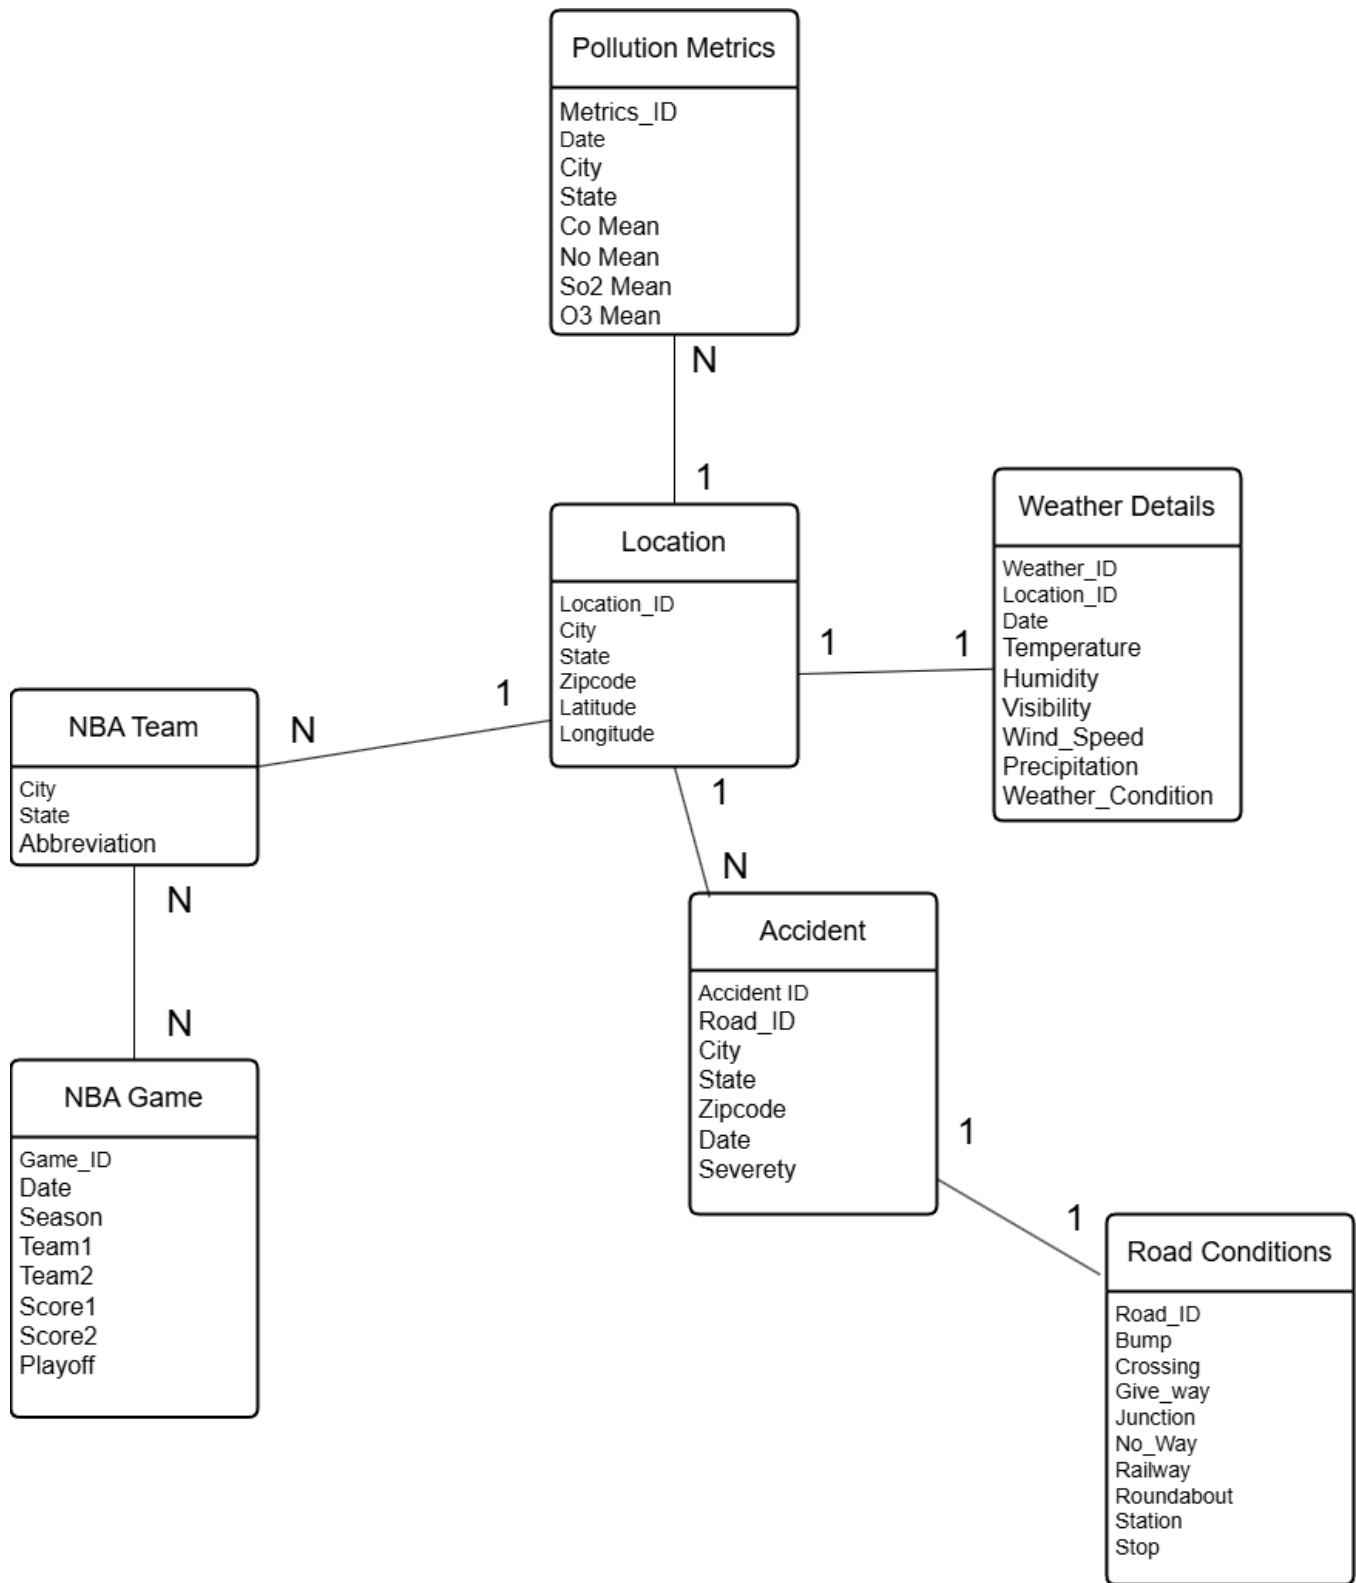 Pollution Metrics
Metrics_ID
Date
City
State
Co Mean
No Mean
So2 Mean
O3 Mean
N
1
Location
Location_ID
City
State
Zipcode
Latitude
Longitude
1
1
Weather Details
Weather_ID
Location_ID
Date
Temperature
Humidity
Visibility
Wind_Speed
Precipitation
Weather_Condition
1
N
NBA Team
City
State
Abbreviation
N
N
NBA Game
Game_ID
Date
Season
Team1
Team2
Score1
Score2
Playoff
1
N
Accident
Accident ID
Road_ID
City
State
Zipcode
Date
Severety
1
1
Road Conditions
Road_ID
Bump
Crossing
Give_way
Junction
No_Way
Railway
Roundabout
Station
Stop